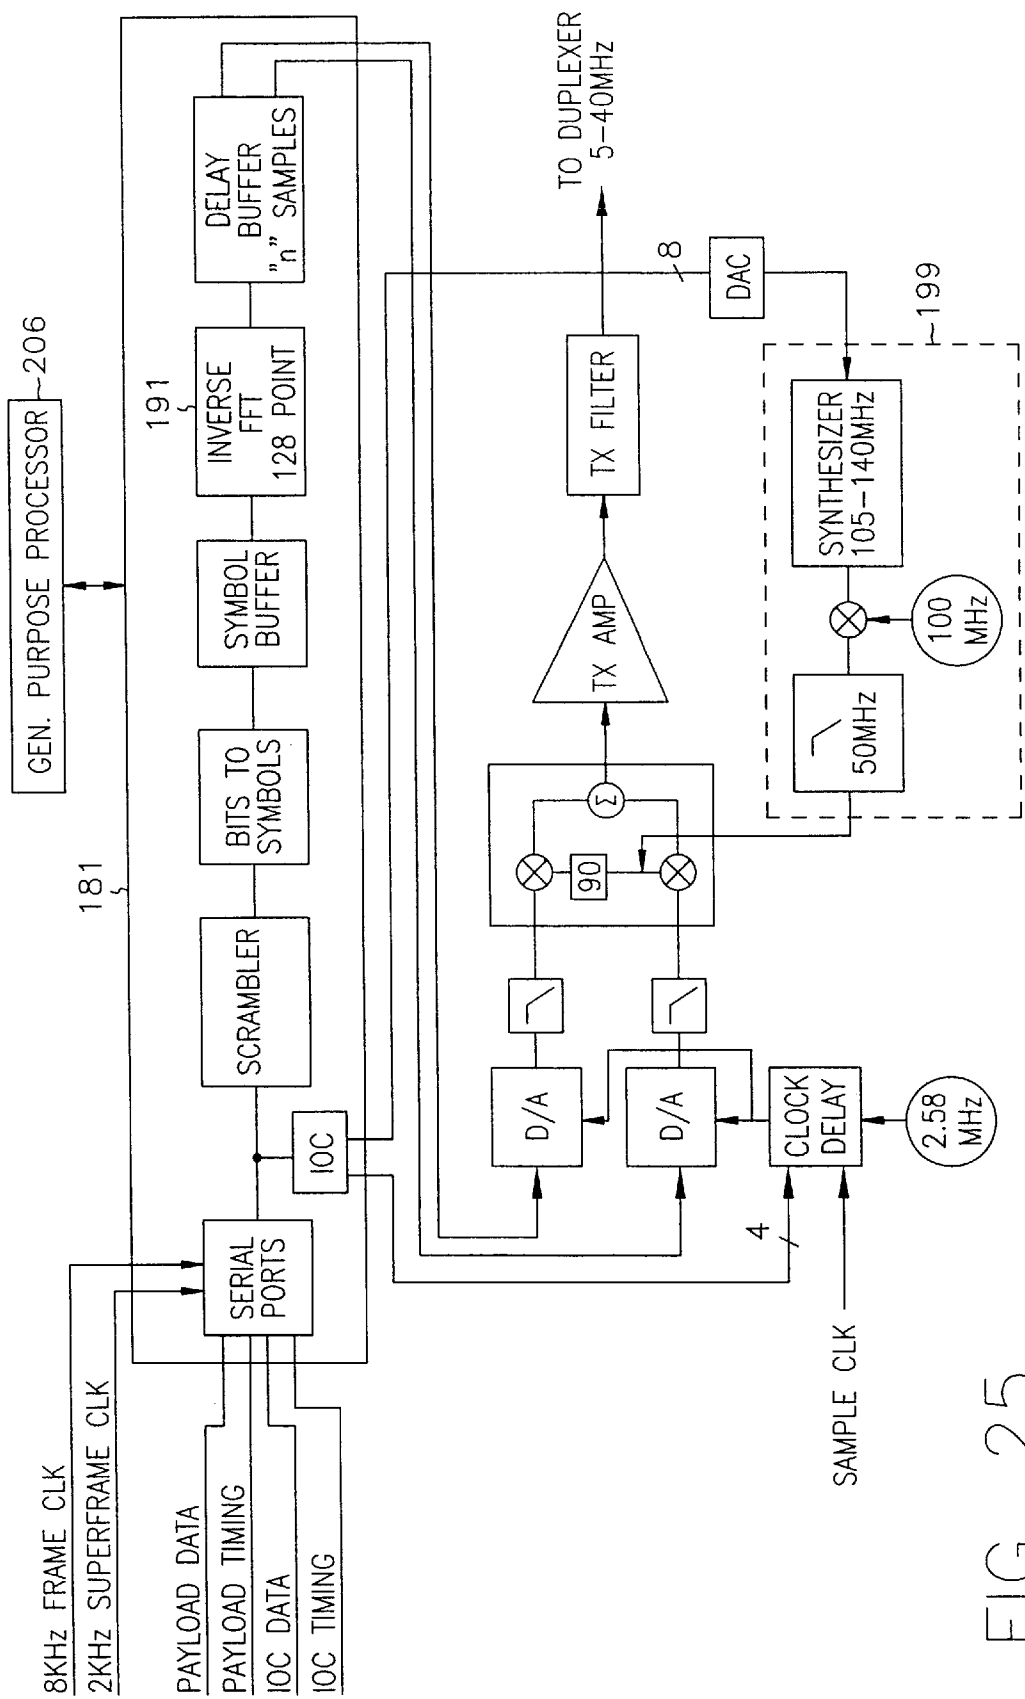 GEN. PURPOSE PROCESSOR
206
181
8KHz FRAME CLK
2KHz SUPERFRAME CLK
PAYLOAD DATA
PAYLOAD TIMING
IOC DATA
IOC TIMING
SERIAL
PORTS
IOC
SCRAMBLER
BITS TO
SYMBOLS
SYMBOL
BUFFER
191
INVERSE
FFT
128 POINT
DELAY
BUFFER
"n" SAMPLES
D/A
D/A
90
Σ
TX AMP
TX FILTER
TO DUPLEXER
5-40MHz
4
SAMPLE CLK
CLOCK
DELAY
2.58
MHz
8
DAC
199
SYNTHESIZER
105-140MHz
100
MHz
50MHz
FIG. 25